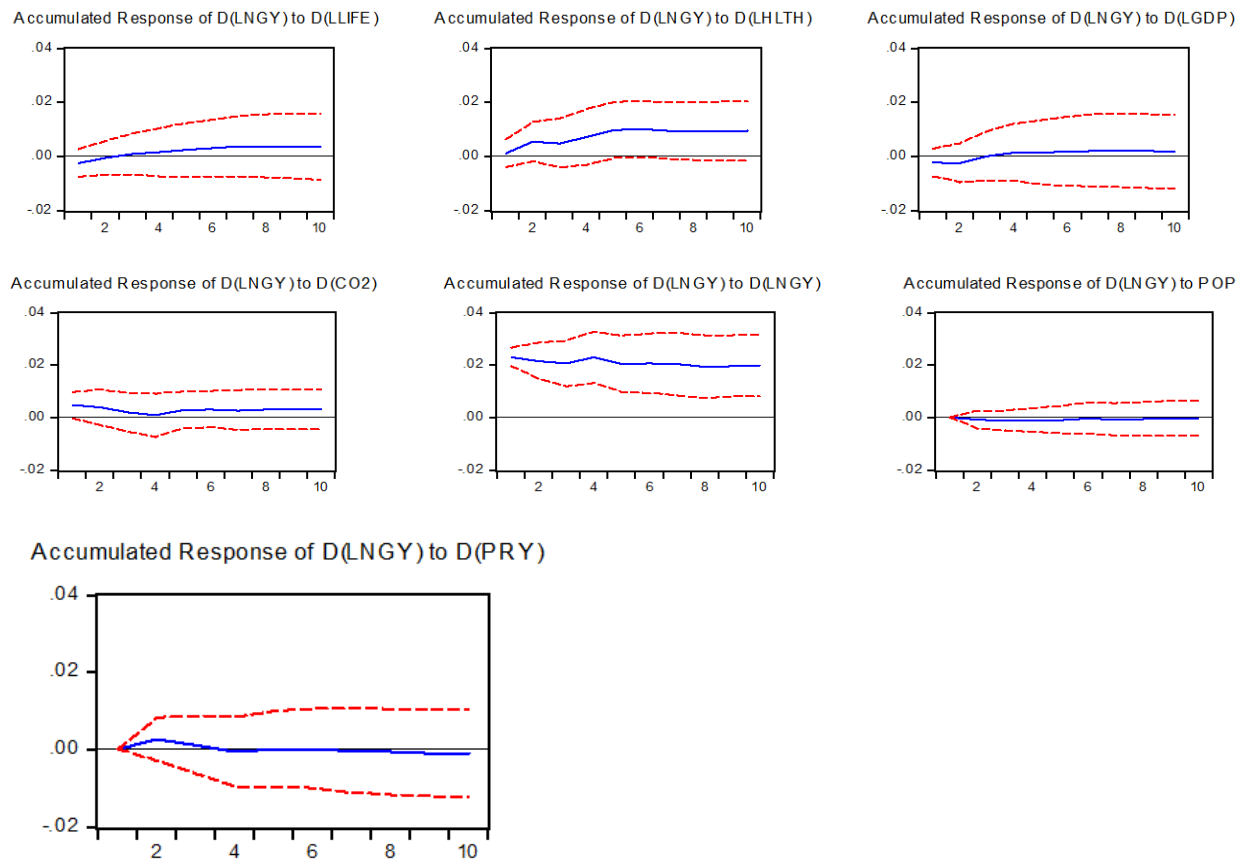 Accumulated Response of D(LNGY) to D(LLIFE)
Accumulated Response of D(LNGY) to D(LHLTH)
Accumulated Response of D(LNGY) to D(LGDP)
.04
.02
.00
-.02
2 4 6 8 10
.04
.02
.00
-.02
2 4 6 8 10
.04
.02
.00
-.02
2 4 6 8 10
Accumulated Response of D(LNGY) to D(CO2)
Accumulated Response of D(LNGY) to D(LNGY)
Accumulated Response of D(LNGY) to POP
.04
.02
.00
-.02
2 4 6 8 10
.04
.02
.00
-.02
2 4 6 8 10
.04
.02
.00
-.02
2 4 6 8 10
Accumulated Response of D(LNGY) to D(PRY)
.04
.02
.00
-.02
2 4 6 8 10